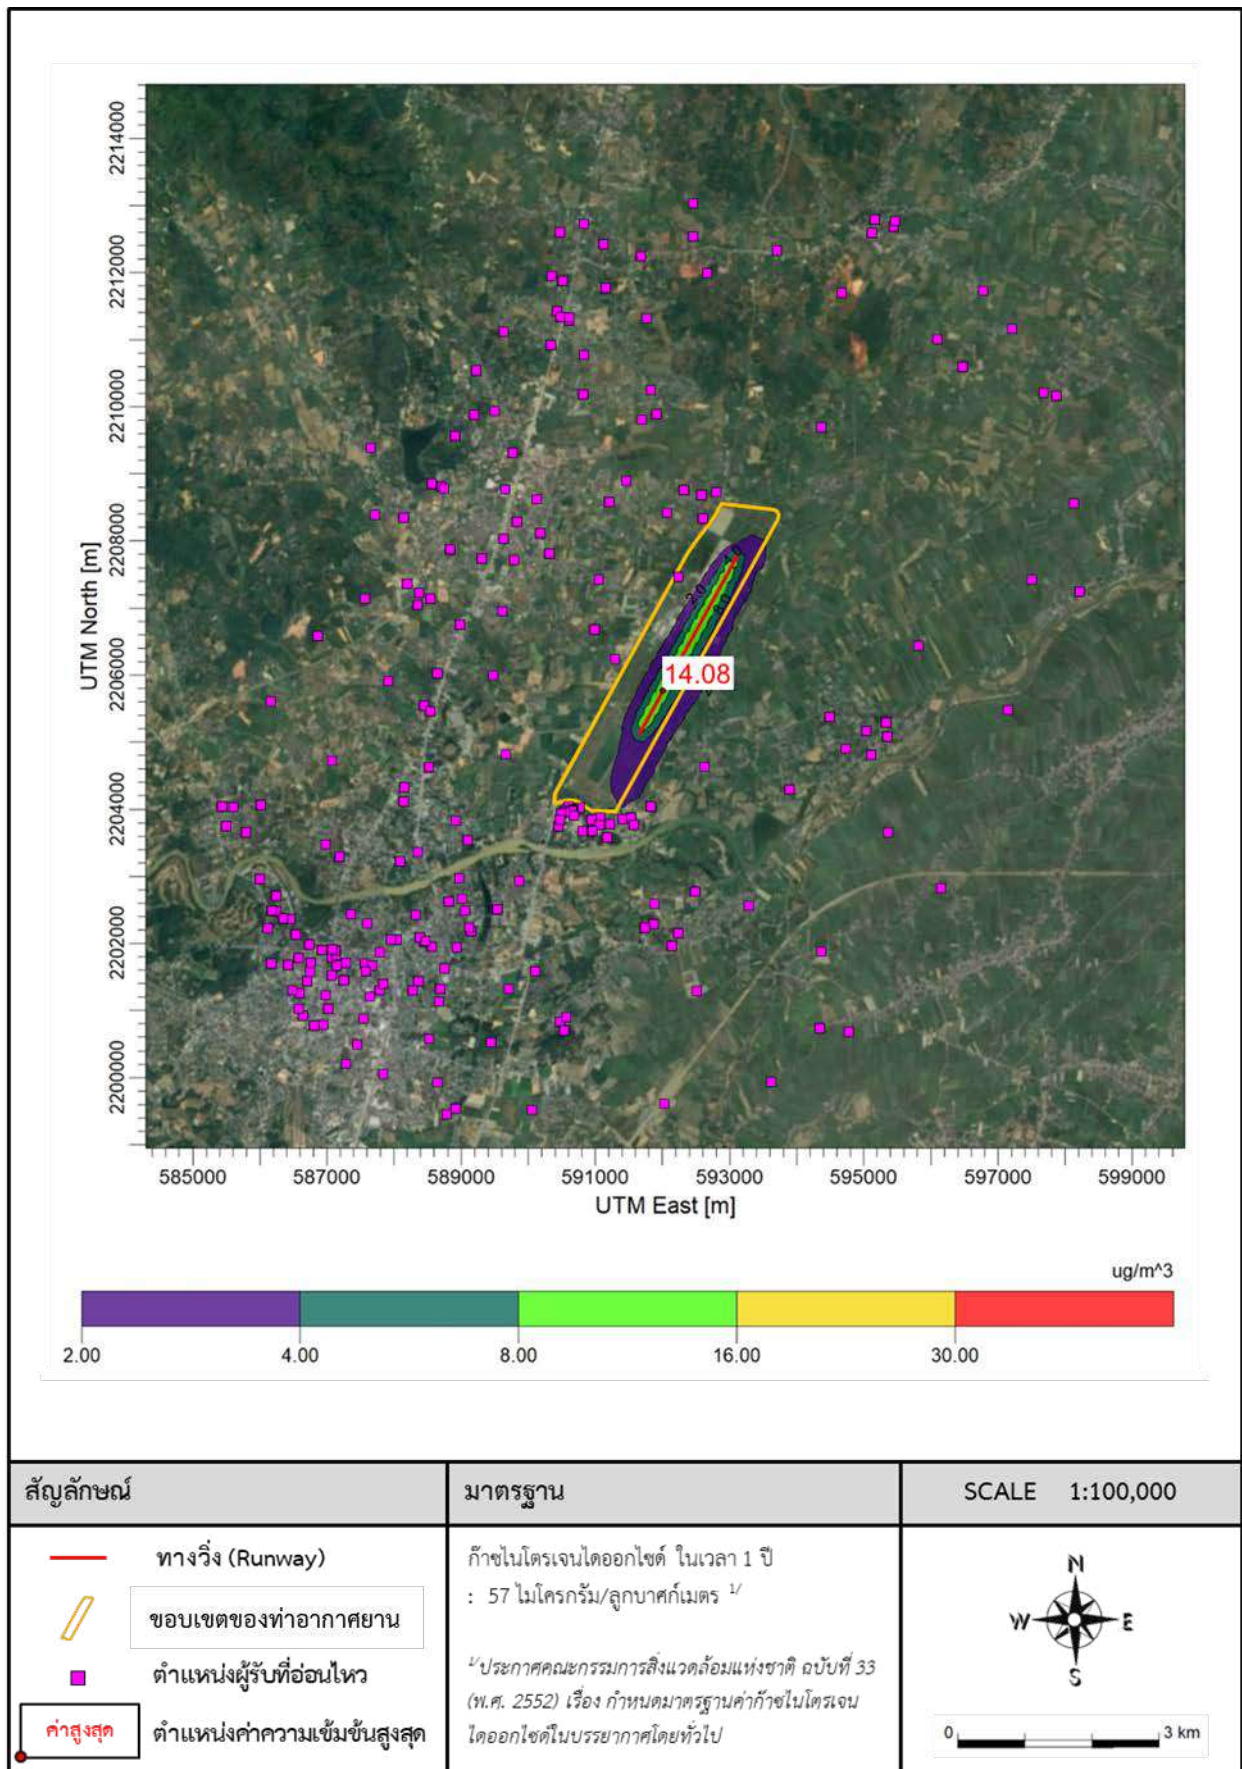 2214000
2212000
2210000
2208000
2206000
2204000
2202000
2200000
UTM North [m]
4.0
2.0
8.0
14.08
585000 587000 589000 591000 593000 595000 597000 599000
UTM East [m]
ug/m^3
2.00 4.00 8.00 16.00 30.00
สัญลักษณ์
ทางวิ่ง (Runway)
ขอบเขตของท่าอากาศยาน
ตำแหน่งผู้รับที่อ่อนไหว
ค่าสูงสุด ตำแหน่งค่าความเข้มข้นสูงสุด
มาตรฐาน
ก๊าซไนโตรเจนไดออกไซด์ ในเวลา 1 ปี
: 57 ไมโครกรัม/ลูกบาศก์เมตร 1/
1/ประกาศคณะกรรมการสิ่งแวดล้อมแห่งชาติ ฉบับที่ 33
(พ.ศ. 2552) เรื่อง กำหนดมาตรฐานค่าก๊าซไนโตรเจน
ไดออกไซด์ในบรรยากาศโดยทั่วไป
SCALE 1:100,000
N
W E
S
0 3 km